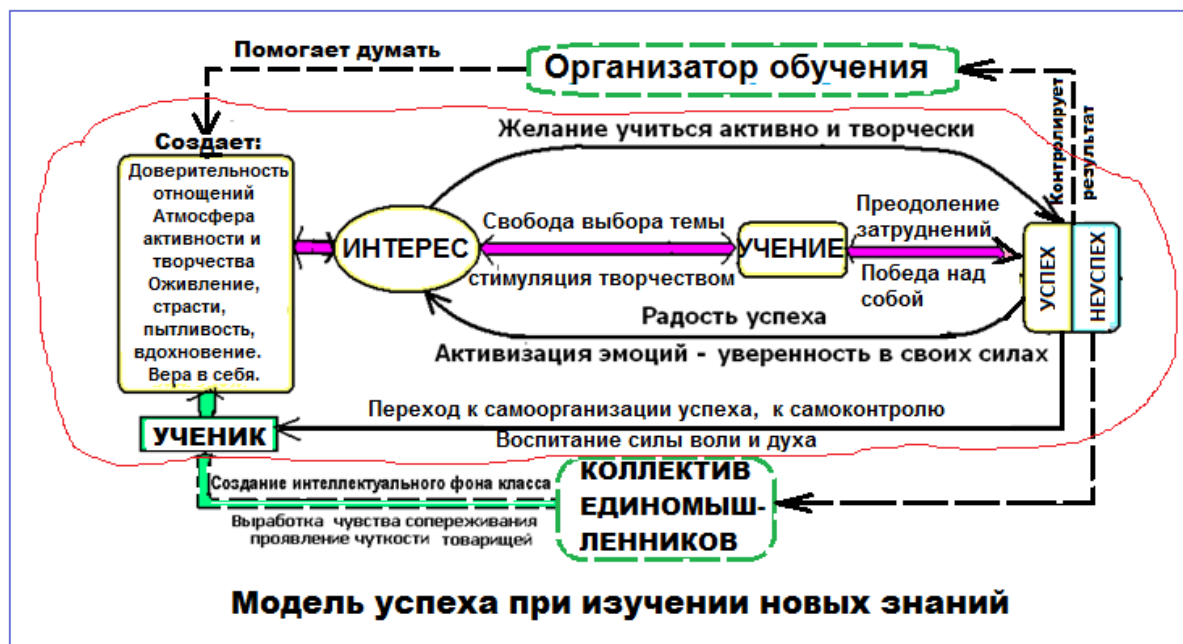 Помогает думать
Организатор обучения
Контролирует
результат
Создает:
Доверительность
отнощений
Атмосфера
активности и
творчества
Оживление,
страсти,
пытливость,
вдохновение.
Вера в себя.
Желание учиться активно и творчески
ИНТЕРЕС
Свобода выбора темы
стимуляция творчеством
УЧЕНИЕ
Преодоление
затруднений
Победа над
собой
УСПЕХ
НЕУСПЕХ
Радость успеха
Активизация эмоций - уверенность в своих силах
Переход к самоорганизации успеха, к самоконтролю
Воспитание силы воли и духа
УЧЕНИК
Создание интеллектуального фона класса
Выработка чувства сопереживания
проявление чуткости товарищей
КОЛЛЕКТИВ
ЕДИНОМЫШ-
ЛЕННИКОВ
Модель успеха при изучении новых знаний